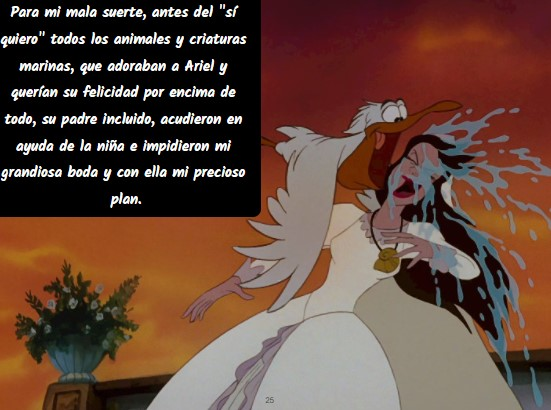 Para mi mala suerte, antes del "sí
quiero" todos los animales y criaturas
marinas, que adoraban a Ariel y
querían su felicidad por encima de
todo, su padre incluido, acudieron en
ayuda de la niña e impidieron mi
grandiosa boda y con ella mi precioso
plan.
25